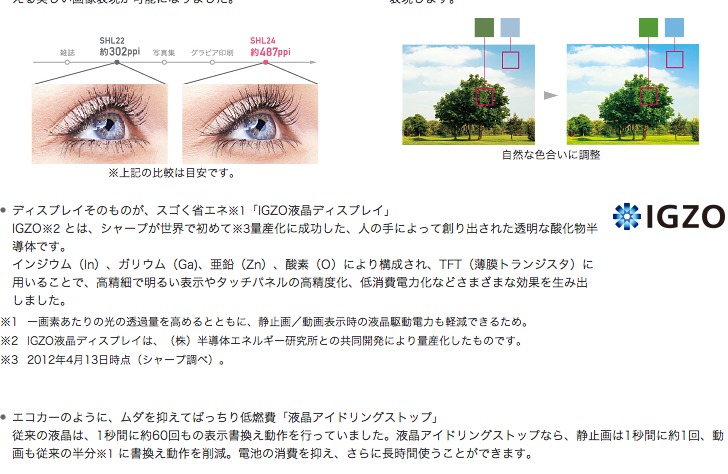 える美しい画像表現が可能になりました。
表現します。
SHL22
約302ppi
SHL24
約487ppi
雑誌
写真集
グラビア印刷
※上記の比較は目安です。
自然な色合いに調整
● ディスプレイそのものが、スゴく省エネ※1「IGZO液晶ディスプレイ」
IGZO※2 とは、シャープが世界で初めて※3量産化に成功した、人の手によって創り出された透明な酸化物半
導体です。
インジウム（In）、ガリウム（Ga)、亜鉛（Zn）、酸素（O）により構成され、TFT（薄膜トランジスタ）に
用いることで、高精細で明るい表示やタッチパネルの高精度化、低消費電力化などさまざまな効果を生み出
しました。
IGZO
※1 一画素あたりの光の透過量を高めるとともに、静止画／動画表示時の液晶駆動電力も軽減できるため。
※2 IGZO液晶ディスプレイは、（株）半導体エネルギー研究所との共同開発により量産化したものです。
※3 2012年4月13日時点（シャープ調べ）。
● エコカーのように、ムダを抑えてばっちり低燃費「液晶アイドリングストップ」
従来の液晶は、1秒間に約60回もの表示書換え動作を行っていました。液晶アイドリングストップなら、静止画は1秒間に約1回、動
画も従来の半分※1 に書換え動作を削減。電池の消費を抑え、さらに長時間使うことができます。